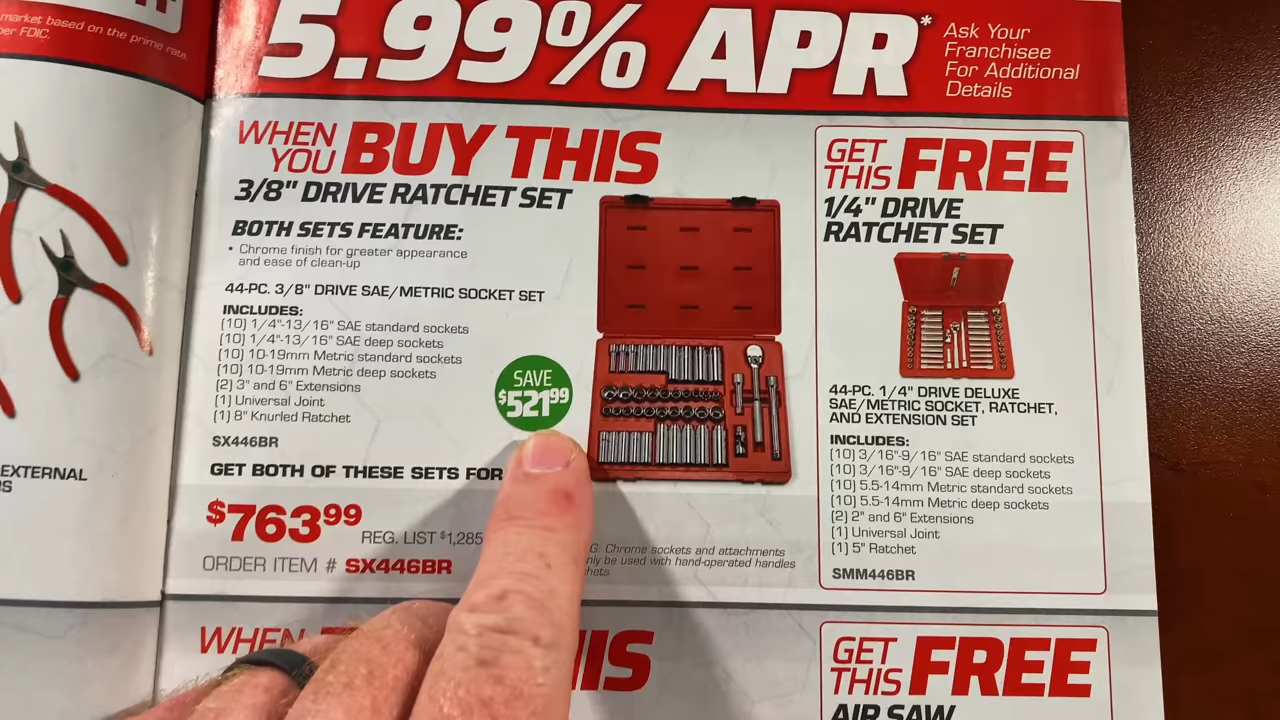 market based on the prime rate.
per FDIC.
5.99% APR*
Ask Your
Franchisee
For Additional
Details
WHEN YOU BUY THIS
3/8" DRIVE RATCHET SET
BOTH SETS FEATURE:
• Chrome finish for greater appearance
and ease of clean-up
44-PC. 3/8" DRIVE SAE/METRIC SOCKET SET
INCLUDES:
(10) 1/4"-13/16" SAE standard sockets
(10) 1/4"-13/16" SAE deep sockets
(10) 10-19mm Metric standard sockets
(10) 10-19mm Metric deep sockets
(2) 3" and 6" Extensions
(1) Universal Joint
(1) 8" Knurled Ratchet
SX446BR
SAVE
$521.99
GET BOTH OF THESE SETS FOR
$763.99
REG. LIST $1,285
ORDER ITEM # SX446BR
G: Chrome sockets and attachments
only be used with hand-operated handles
GET THIS FREE
1/4" DRIVE
RATCHET SET
44-PC. 1/4" DRIVE DELUXE
SAE/METRIC SOCKET, RATCHET,
AND EXTENSION SET
INCLUDES:
(10) 3/16"-9/16" SAE standard sockets
(10) 3/16"-9/16" SAE deep sockets
(10) 5.5-14mm Metric standard sockets
(10) 5.5-14mm Metric deep sockets
(2) 2" and 6" Extensions
(1) Universal Joint
(1) 5" Ratchet
SMM446BR
EXTERNAL
WHEN
THIS
GET THIS FREE
AIR SAW